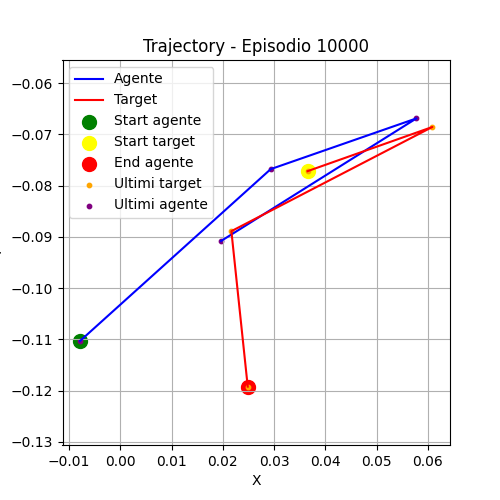 Trajectory - Episodio 10000
Agente
Target
Start agente
Start target
End agente
Ultimi target
Ultimi agente
−0.06
−0.07
−0.08
−0.09
−0.10
−0.11
−0.12
−0.13
−0.01 0.00 0.01 0.02 0.03 0.04 0.05 0.06
X